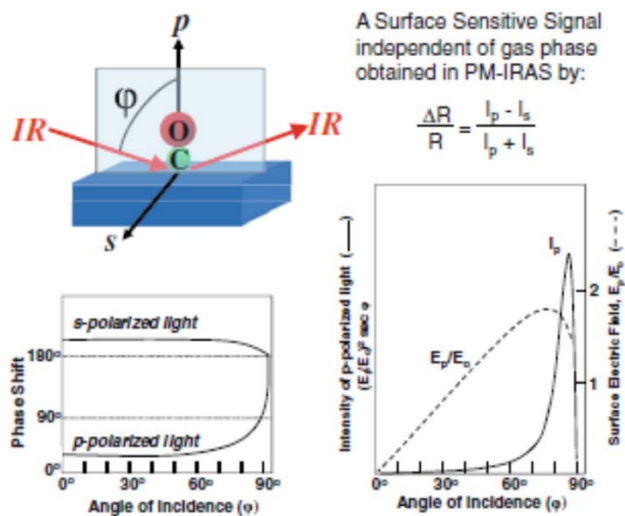 p
φ
IR
O
C
IR
s
A Surface Sensitive Signal
independent of gas phase
obtained in PM-IRAS by:
ΔR/R = (Ip - Is)/(Ip + Is)
s-polarized light
p-polarized light
Phase Shift
180°
90°
0°
0° 30° 60° 90°
Angle of Incidence (φ)
Intensity of p-polarized light (—)
(Ep/Eo)² sec φ
Ip
Ep/Eo
2
1
Surface Electric Field, Ep/Eo (---)
0° 30° 60° 90°
Angle of Incidence (φ)